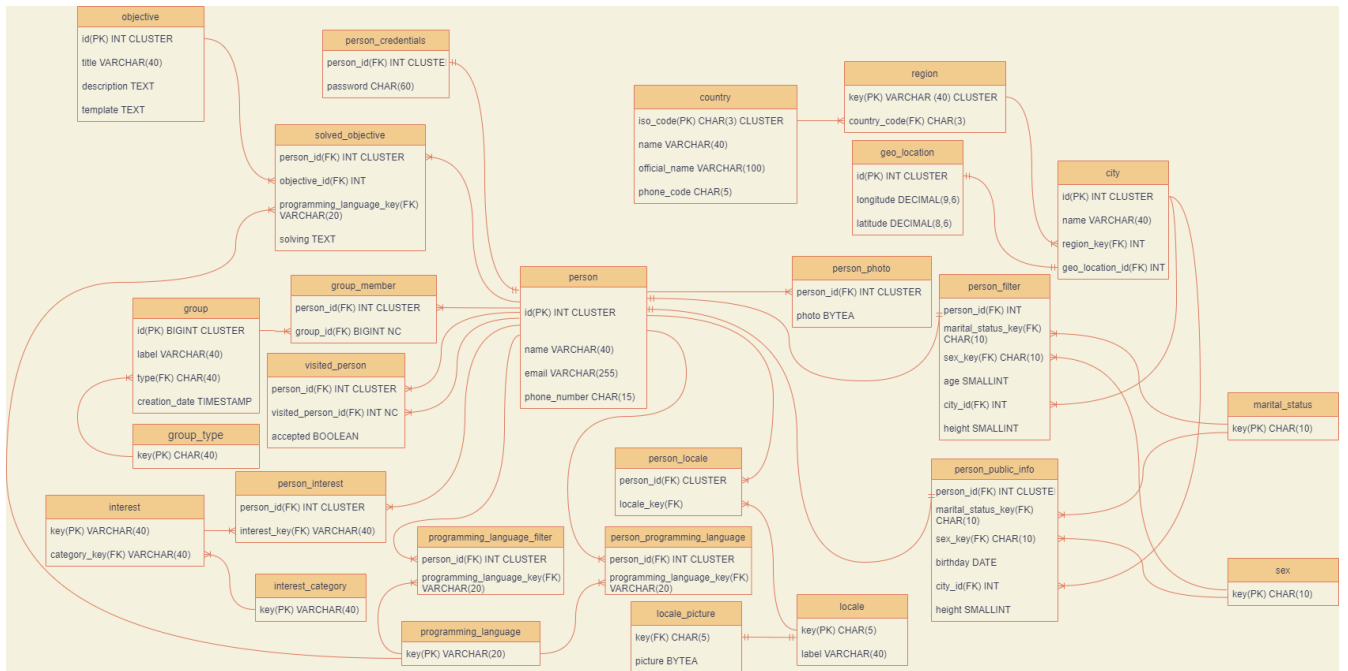 objective
id(PK) INT CLUSTER
title VARCHAR(40)
description TEXT
template TEXT
person_credentials
person_id(FK) INT CLUSTE
password CHAR(60)
solved_objective
person_id(FK) INT CLUSTER
objective_id(FK) INT
programming_language_key(FK)
VARCHAR(20)
solving TEXT
country
iso_code(PK) CHAR(3) CLUSTER
name VARCHAR(40)
official_name VARCHAR(100)
phone_code CHAR(5)
region
key(PK) VARCHAR (40) CLUSTER
country_code(FK) CHAR(3)
geo_location
id(PK) INT CLUSTER
longitude DECIMAL(9,6)
latitude DECIMAL(8,6)
city
id(PK) INT CLUSTER
name VARCHAR(40)
region_key(FK) INT
geo_location_id(FK) INT
group_member
person_id(FK) INT CLUSTER
group_id(FK) BIGINT NC
group
id(PK) BIGINT CLUSTER
label VARCHAR(40)
type(FK) CHAR(40)
creation_date TIMESTAMP
group_type
key(PK) CHAR(40)
visited_person
person_id(FK) INT CLUSTER
visited_person_id(FK) INT NC
accepted BOOLEAN
person
id(PK) INT CLUSTER
name VARCHAR(40)
email VARCHAR(255)
phone_number CHAR(15)
person_photo
person_id(FK) INT CLUSTER
photo BYTEA
person_filter
person_id(FK) INT
marital_status_key(FK)
CHAR(10)
sex_key(FK) CHAR(10)
age SMALLINT
city_id(FK) INT
height SMALLINT
marital_status
key(PK) CHAR(10)
person_interest
person_id(FK) INT CLUSTER
interest_key(FK) VARCHAR(40)
interest
key(PK) VARCHAR(40)
category_key(FK) VARCHAR(40)
interest_category
key(PK) VARCHAR(40)
person_locale
person_id(FK) CLUSTER
locale_key(FK)
person_public_info
person_id(FK) INT CLUSTE
marital_status_key(FK)
CHAR(10)
sex_key(FK) CHAR(10)
birthday DATE
city_id(FK) INT
height SMALLINT
programming_language_filter
person_id(FK) INT CLUSTER
programming_language_key(FK)
VARCHAR(20)
person_programming_language
person_id(FK) INT CLUSTER
programming_language_key(FK)
VARCHAR(20)
sex
key(PK) CHAR(10)
programming_language
key(PK) VARCHAR(20)
locale_picture
key(FK) CHAR(5)
picture BYTEA
locale
key(PK) CHAR(5)
label VARCHAR(40)